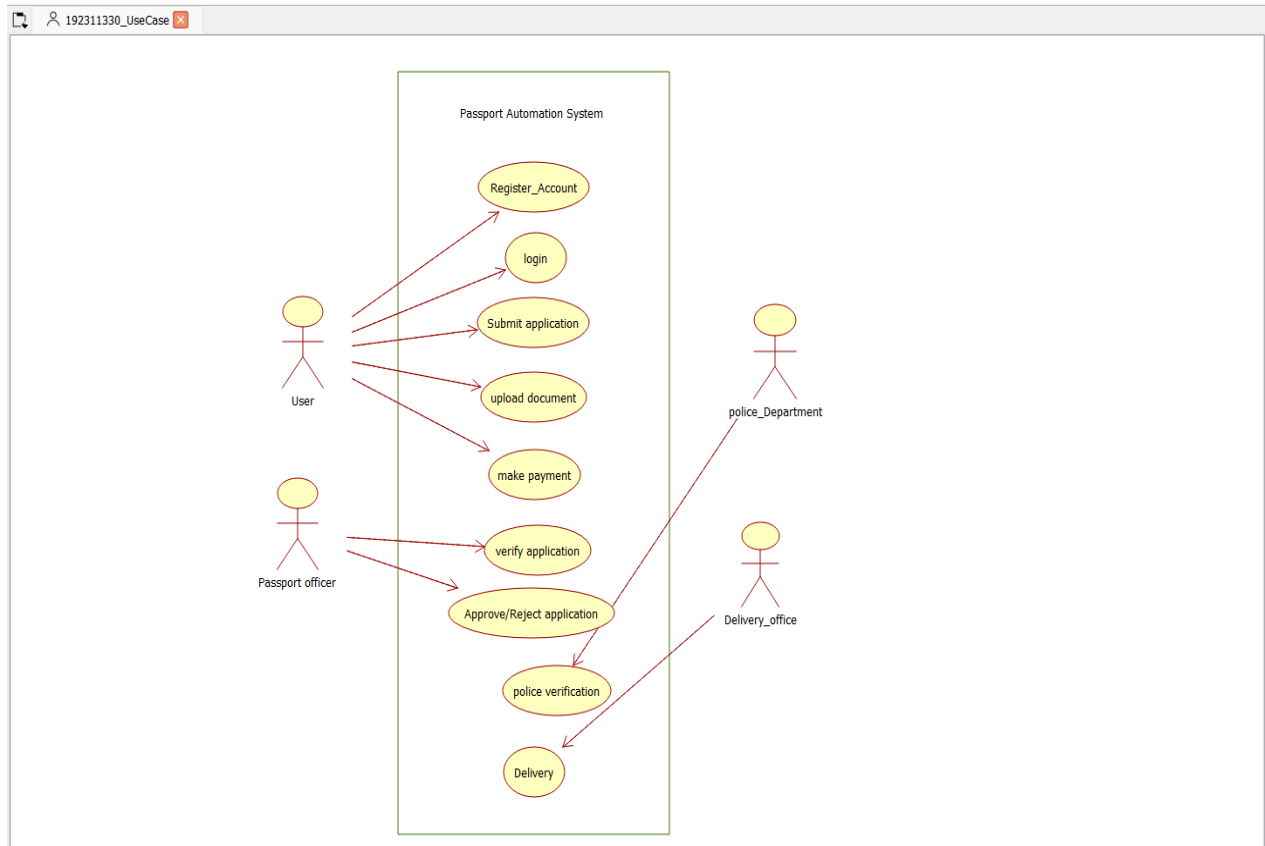 192311330_UseCase
Passport Automation System
Register_Account
login
Submit application
User
upload document
police_Department
make payment
verify application
Passport officer
Approve/Reject application
Delivery_office
police verification
Delivery